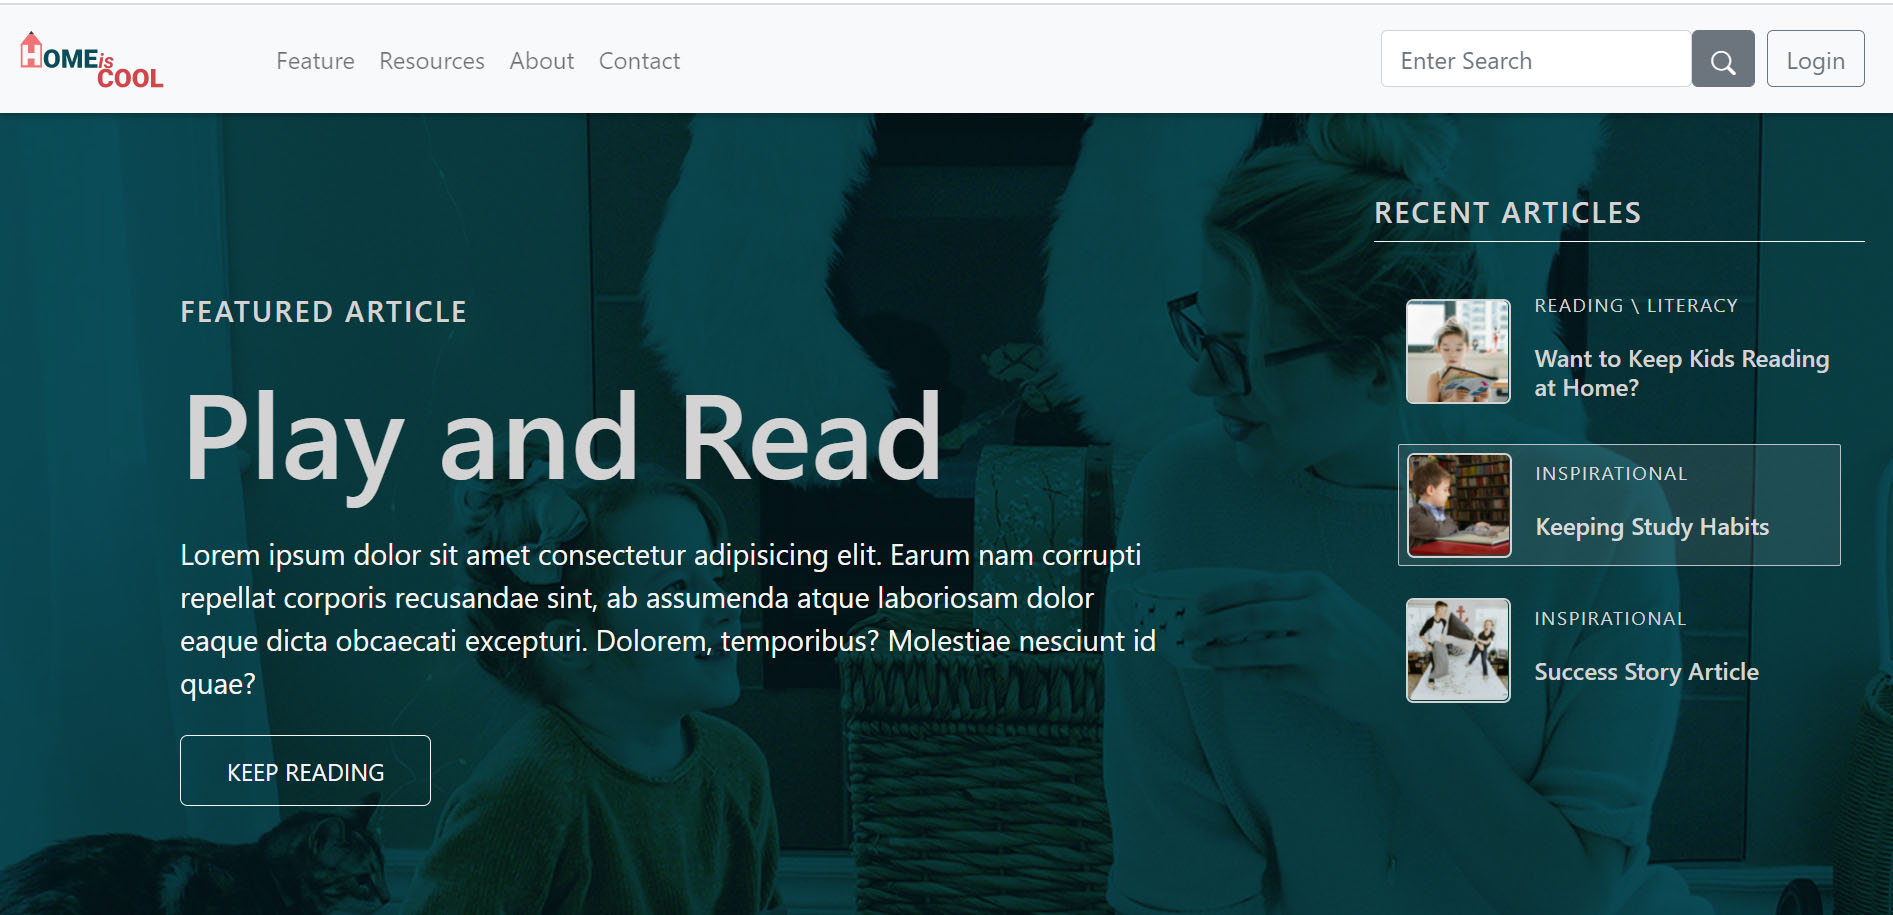 HOME is
COOL
Feature Resources About Contact
Enter Search
Login
RECENT ARTICLES
FEATURED ARTICLE
Play and Read
Lorem ipsum dolor sit amet consectetur adipisicing elit. Earum nam corrupti
repellat corporis recusandae sint, ab assumenda atque laboriosam dolor
eaque dicta obcaecati excepturi. Dolorem, temporibus? Molestiae nesciunt id
quae?
KEEP READING
READING \ LITERACY
Want to Keep Kids Reading
at Home?
INSPIRATIONAL
Keeping Study Habits
INSPIRATIONAL
Success Story Article